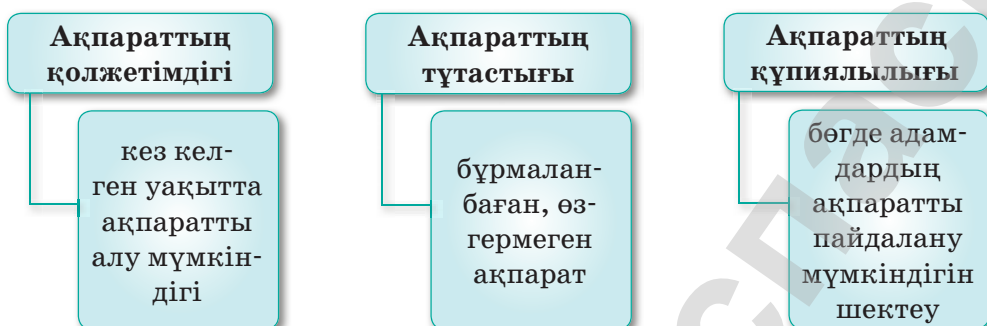 Ақпараттың
қолжетімдігі
кез кел-
ген уақытта
ақпаратты
алу мүмкін-
дігі
Ақпараттың
тұтастығы
бұрмалан-
баған, өз-
гермеген
ақпарат
Ақпараттың
құпиялылығы
бөгде адам-
дардың
ақпаратты
пайдалану
мүмкіндігін
шектеу